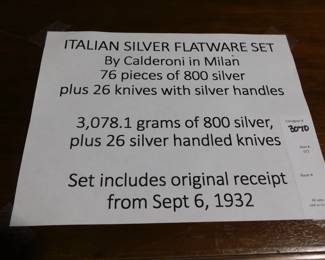 ITALIAN SILVER FLATWARE SET
By Calderoni in Milan
76 pieces of 800 silver
plus 26 knives with silver handles
3,078.1 grams of 800 silver,
plus 26 silver handled knives
Set includes original receipt
from Sept 6, 1932
3070